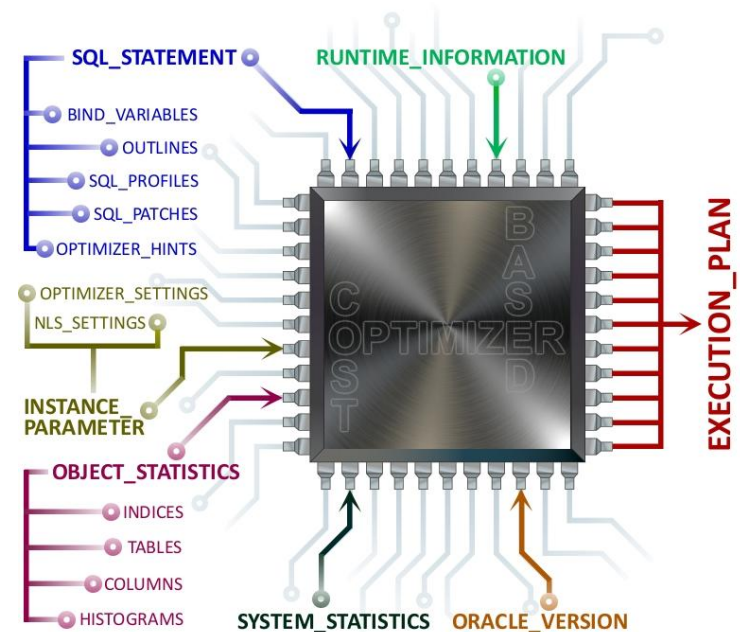 SQL_STATEMENT
BIND_VARIABLES
OUTLINES
SQL_PROFILES
SQL_PATCHES
OPTIMIZER_HINTS
RUNTIME_INFORMATION
OPTIMIZER_SETTINGS
NLS_SETTINGS
INSTANCE_
PARAMETER
OBJECT_STATISTICS
INDICES
TABLES
COLUMNS
HISTOGRAMS
COST
BASED
OPTIMIZER
EXECUTION_PLAN
SYSTEM_STATISTICS
ORACLE_VERSION